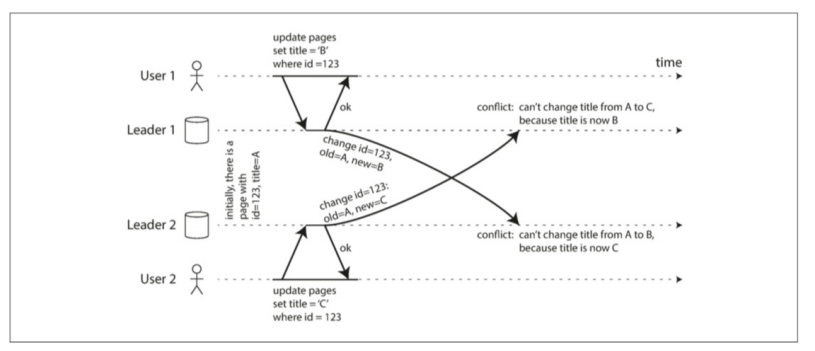 update pages
set title = 'B'
where id =123
time
User 1
ok
conflict: can't change title from A to C,
because title is now B
Leader 1
change id=123,
old=A, new=B
initially, there is a
page with
id=123, title=A
change id=123:
old=A, new=C
Leader 2
conflict: can't change title from A to B,
because title is now C
ok
User 2
update pages
set title = 'C'
where id = 123